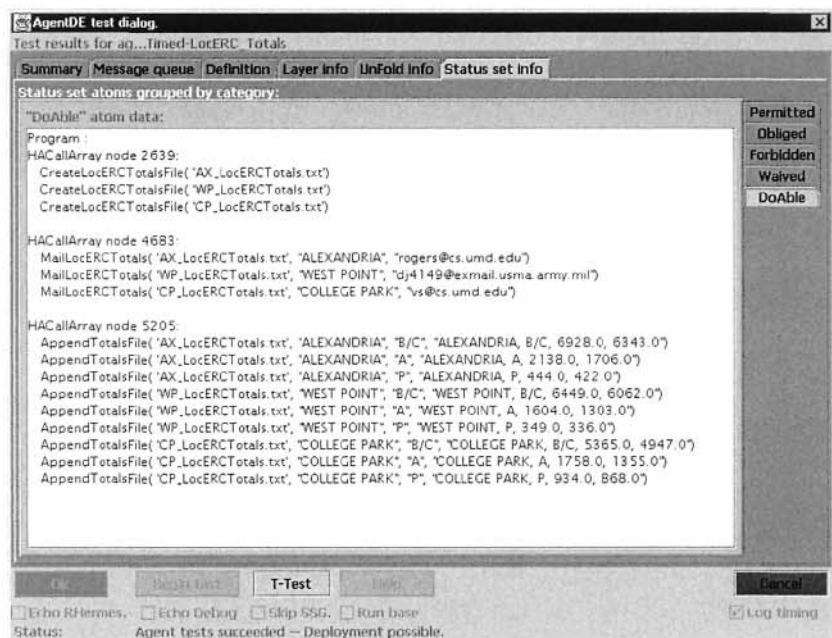 AgentDE test dialog.
Test results for ag...Timed-LocERC_Totals
Summary Message queue Definition Layer info UnFold info Status set info
Status set atoms grouped by category:
"DoAble" atom data:
Permitted
Obliged
Forbidden
Waived
DoAble
Program :
HACallArray node 2639:
CreateLocERCTotalsFile( 'AX_LocERCTotals.txt')
CreateLocERCTotalsFile( 'WP_LocERCTotals.txt')
CreateLocERCTotalsFile( 'CP_LocERCTotals.txt')
HACallArray node 4683:
MailLocERCTotals( 'AX_LocERCTotals.txt', "ALEXANDRIA", "rogers@cs.umd.edu")
MailLocERCTotals( 'WP_LocERCTotals.txt', "WEST POINT", "dj4149@exmail.usma.army.mil")
MailLocERCTotals( 'CP_LocERCTotals.txt', "COLLEGE PARK", "vs@cs.umd.edu")
HACallArray node 5205:
AppendTotalsFile( 'AX_LocERCTotals.txt', "ALEXANDRIA", "B/C", "ALEXANDRIA, B/C, 6928.0, 6343.0")
AppendTotalsFile( 'AX_LocERCTotals.txt', "ALEXANDRIA", "A", "ALEXANDRIA, A, 2138.0, 1706.0")
AppendTotalsFile( 'AX_LocERCTotals.txt', "ALEXANDRIA", "P", "ALEXANDRIA, P, 444.0, 422.0")
AppendTotalsFile( 'WP_LocERCTotals.txt', "WEST POINT", "B/C", "WEST POINT, B/C, 6449.0, 6062.0")
AppendTotalsFile( 'WP_LocERCTotals.txt', "WEST POINT", "A", "WEST POINT, A, 1604.0, 1303.0")
AppendTotalsFile( 'WP_LocERCTotals.txt', "WEST POINT", "P", "WEST POINT, P, 349.0, 336.0")
AppendTotalsFile( 'CP_LocERCTotals.txt', "COLLEGE PARK", "B/C", "COLLEGE PARK, B/C, 5365.0, 4947.0")
AppendTotalsFile( 'CP_LocERCTotals.txt', "COLLEGE PARK", "A", "COLLEGE PARK, A, 1758.0, 1355.0")
AppendTotalsFile( 'CP_LocERCTotals.txt', "COLLEGE PARK", "P", "COLLEGE PARK, P, 934.0, 868.0")
Begin test T-Test Help Cancel
Echo RHermes. Echo Debug Skip SSG. Run base Log timing
Status: Agent tests succeeded – Deployment possible.